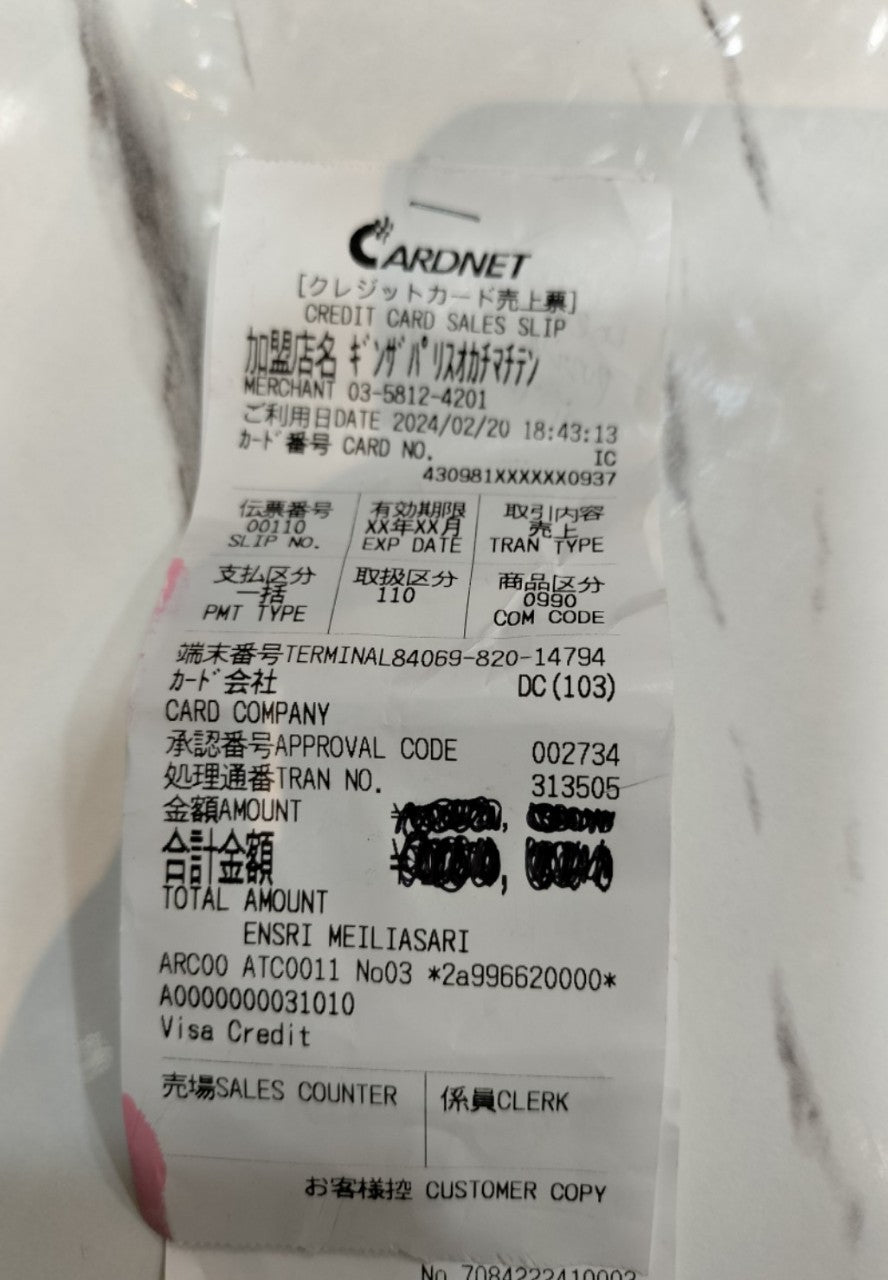 CARDNET
[クレジットカード売上票]
CREDIT CARD SALES SLIP
加盟店名 ギンザパリスオカチマチテン
MERCHANT 03-5812-4201
ご利用日DATE 2024/02/20 18:43:13
カード番号 CARD NO. IC
430981XXXXXX0937
伝票番号 有効期限 取引内容
00110 XX年XX月 売上
SLIP NO. EXP DATE TRAN TYPE
支払区分 取扱区分 商品区分
一括 110 0990
PMT TYPE COM CODE
端末番号TERMINAL84069-820-14794
カード会社 DC(103)
CARD COMPANY
承認番号APPROVAL CODE 002734
処理通番TRAN NO. 313505
金額AMOUNT ¥
合計金額 ¥
TOTAL AMOUNT
ENSRI MEILIASARI
ARC00 ATC0011 No03 *2a996620000*
A0000000031010
Visa Credit
売場SALES COUNTER 係員CLERK
お客様控 CUSTOMER COPY